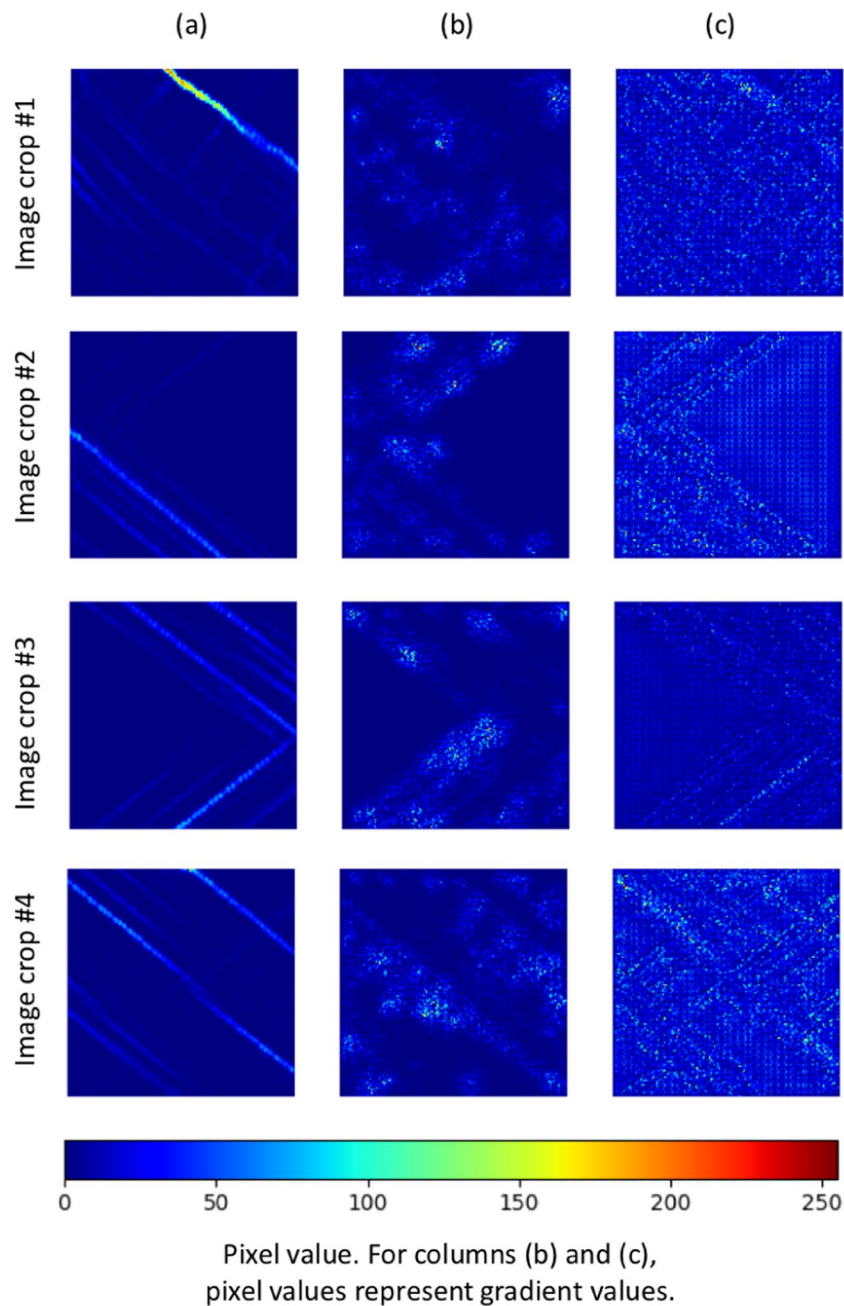 (a) (b) (c)
Image crop #1
Image crop #2
Image crop #3
Image crop #4
0 50 100 150 200 250
Pixel value. For columns (b) and (c),
pixel values represent gradient values.